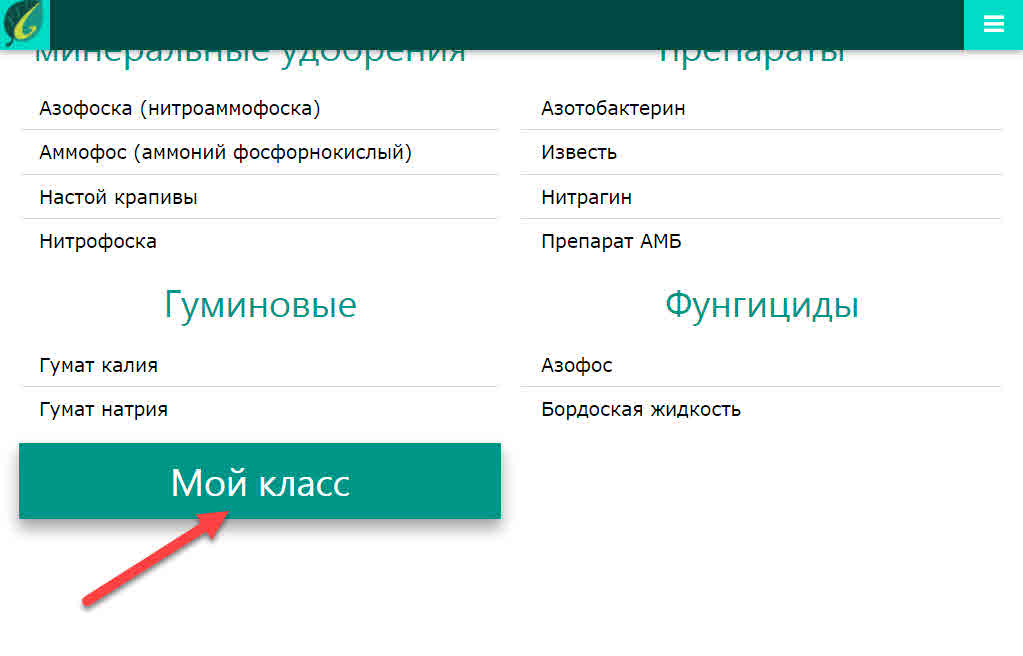 минеральные удобрения
Азофоска (нитроаммофоска)
Аммофос (аммоний фосфорнокислый)
Настой крапивы
Нитрофоска
Гуминовые
Гумат калия
Гумат натрия
Мой класс
препараты
Азотобактерин
Известь
Нитрагин
Препарат АМБ
Фунгициды
Азофос
Бордоская жидкость